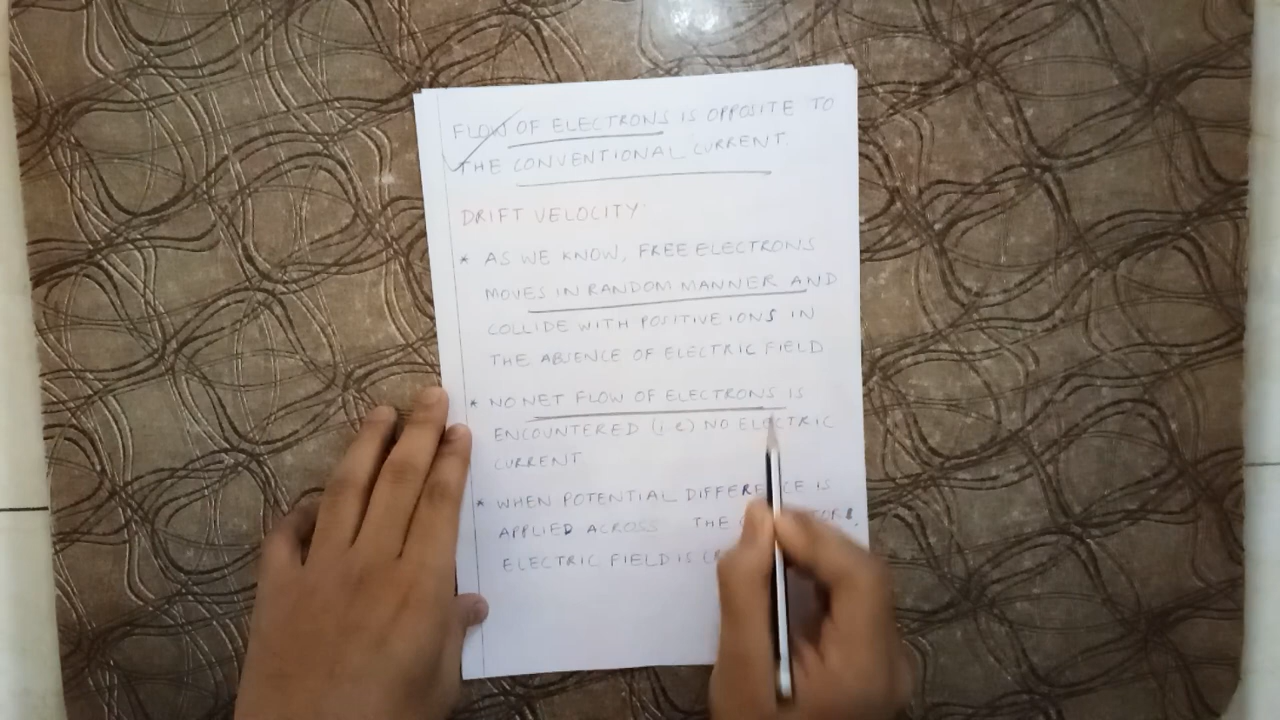 FLOW OF ELECTRONS IS OPPOSITE TO
THE CONVENTIONAL CURRENT.
DRIFT VELOCITY
* AS WE KNOW, FREE ELECTRONS
MOVES IN RANDOM MANNER AND
COLLIDE WITH POSITIVE IONS IN
THE ABSENCE OF ELECTRIC FIELD
* NO NET FLOW OF ELECTRONS IS
ENCOUNTERED (i e) NO ELECTRIC
CURRENT
* WHEN POTENTIAL DIFFERENCE IS
APPLIED ACROSS THE
ELECTRIC FIELD IS